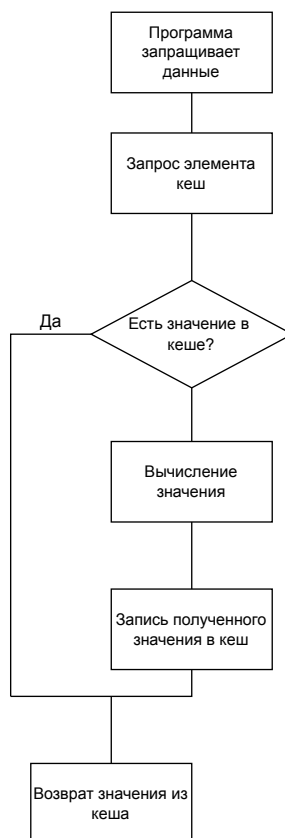 Программа
запращивает
данные
Запрос элемента
кеш
Да
Есть значение в
кеше?
Вычисление
значения
Запись полученного
значения в кеш
Возврат значения из
кеша